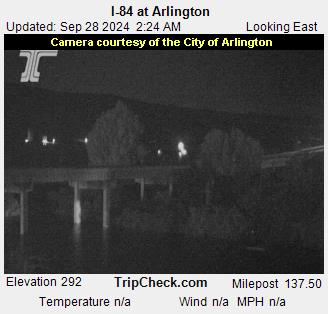 I-84 at Arlington
Updated: Sep 28 2024 2:24 AM Looking East
Camera courtesy of the City of Arlington
Elevation 292 TripCheck.com Milepost 137.50
Temperature n/a Wind n/a MPH n/a